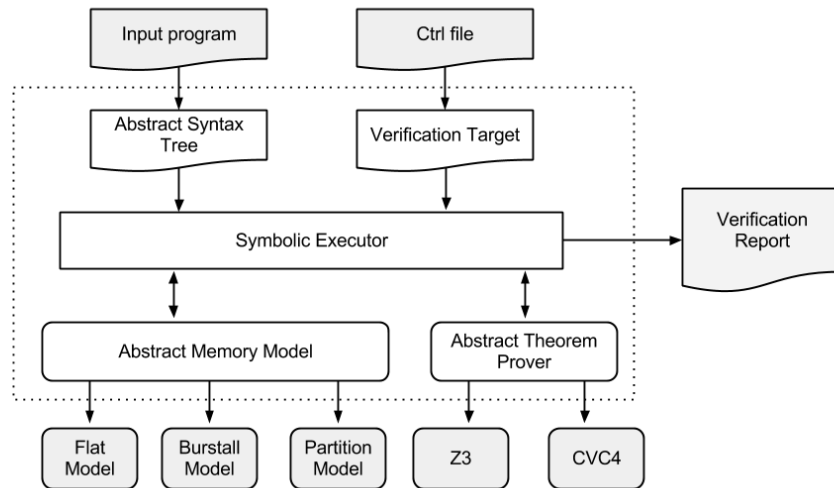 Input program
Ctrl file
Abstract Syntax
Tree
Verification Target
Symbolic Executor
Verification
Report
Abstract Memory Model
Abstract Theorem
Prover
Flat
Model
Burstall
Model
Partition
Model
Z3
CVC4